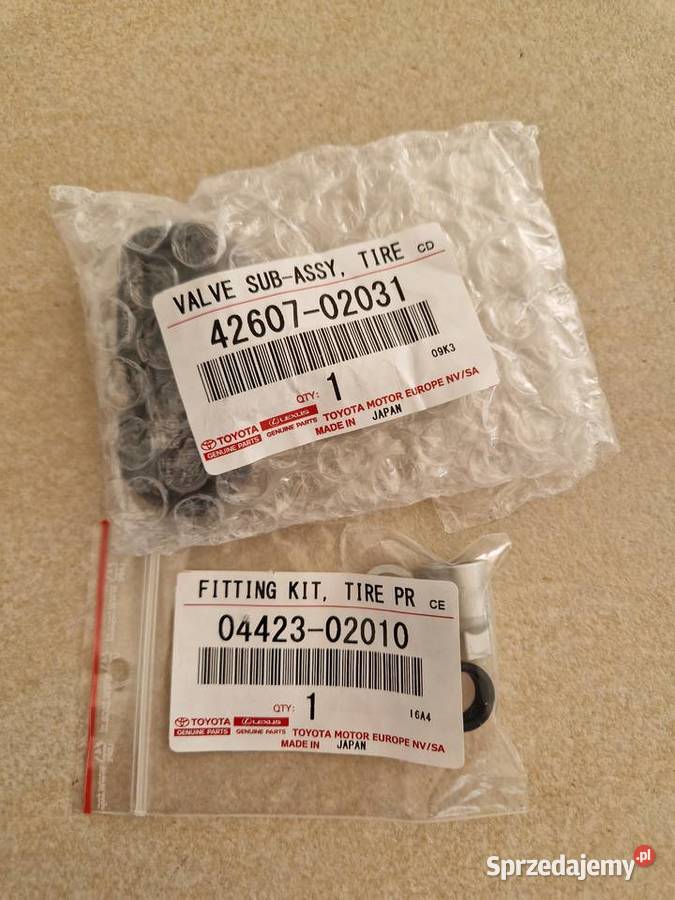 VALVE SUB-ASSY, TIRE CD
42607-02031
09K3
QTY: 1
TOYOTA LEXUS TOYOTA MOTOR EUROPE NV/SA
GENUINE PARTS GENUINE PARTS MADE IN JAPAN
FITTING KIT, TIRE PR CE
04423-02010
QTY: 1 16A4
TOYOTA LEXUS TOYOTA MOTOR EUROPE NV/SA
GENUINE PARTS GENUINE PARTS MADE IN JAPAN
Sprzedajemy.pl